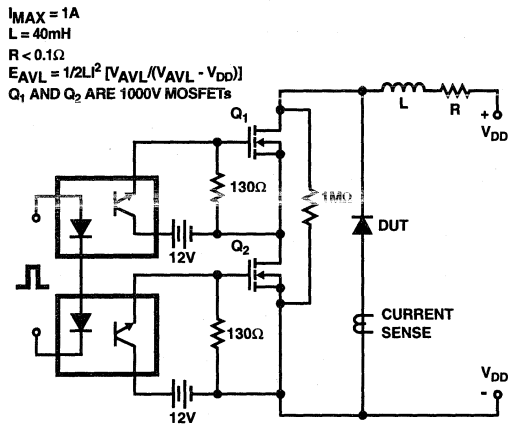 IMAX = 1A
L = 40mH
R < 0.1Ω
EAVL = 1/2LI² [VAVL/(VAVL - VDD)]
Q1 AND Q2 ARE 1000V MOSFETs
Q1
L
R
+
VDD
130Ω
1MΩ
12V
Q2
DUT
130Ω
CURRENT
SENSE
VDD
-
12V